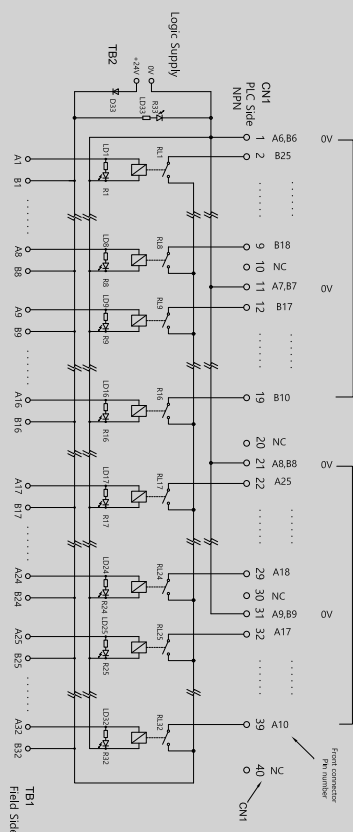 Logic Supply
TB2
+24V
0V
D33
LD33
R33
CN1
PLC Side
NPN
1 A6,B6 0V
2 B25
9 B18
10 NC
11 A7,B7 0V
12 B17
19 B10
20 NC
21 A8,B8 0V
22 A25
29 A18
30 NC
31 A9,B9 0V
32 A17
39 A10
40 NC
Front connector
Pin number
CN1
RL1
RL8
RL9
RL16
RL17
RL24
RL25
RL32
LD1
R1
LD8
R8
LD9
R9
LD16
R16
LD17
R17
LD24
R24
LD25
R25
LD32
R32
A1
B1
A8
B8
A9
B9
A16
B16
A17
B17
A24
B24
A25
B25
A32
B32
TB1
Field Side